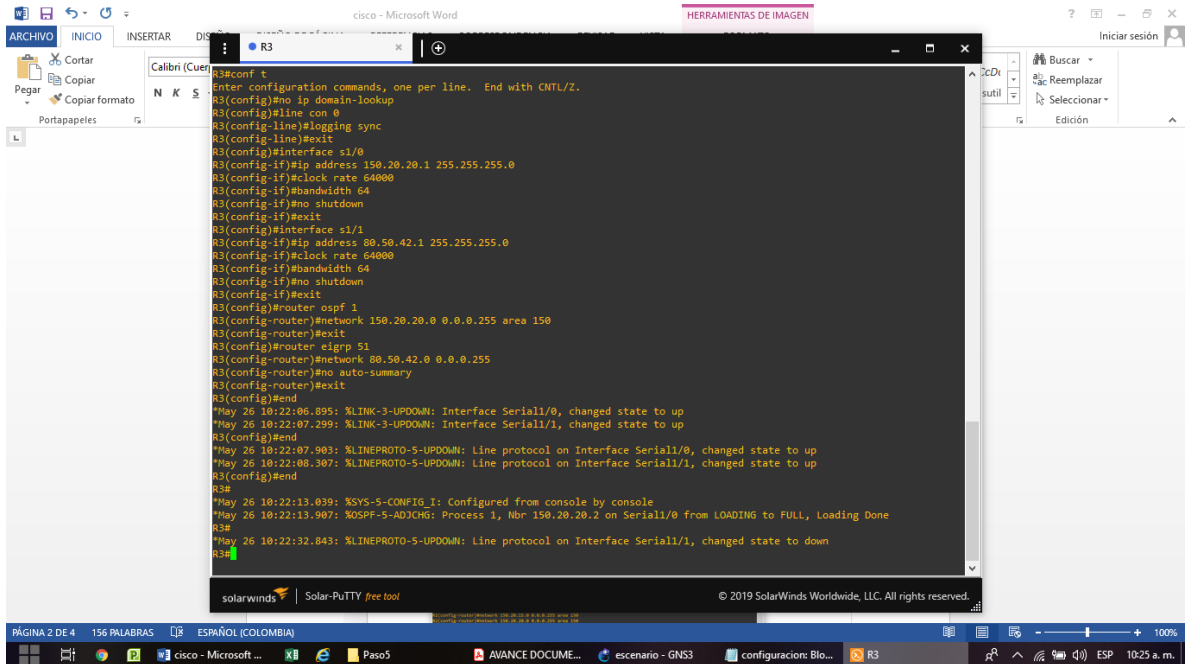 cisco - Microsoft Word
HERRAMIENTAS DE IMAGEN
ARCHIVO INICIO INSERTAR
Iniciar sesión
R3
Cortar
Copiar
Copiar formato
Pegar
Portapapeles
Calibri (Cuer
N K S
Buscar
Reemplazar
Seleccionar
Edición
R3#conf t
Enter configuration commands, one per line. End with CNTL/Z.
R3(config)#no ip domain-lookup
R3(config)#line con 0
R3(config-line)#logging sync
R3(config-line)#exit
R3(config)#interface s1/0
R3(config-if)#ip address 150.20.20.1 255.255.255.0
R3(config-if)#clock rate 64000
R3(config-if)#bandwidth 64
R3(config-if)#no shutdown
R3(config-if)#exit
R3(config)#interface s1/1
R3(config-if)#ip address 80.50.42.1 255.255.255.0
R3(config-if)#clock rate 64000
R3(config-if)#bandwidth 64
R3(config-if)#no shutdown
R3(config-if)#exit
R3(config)#router ospf 1
R3(config-router)#network 150.20.20.0 0.0.0.255 area 150
R3(config-router)#exit
R3(config)#router eigrp 51
R3(config-router)#network 80.50.42.0 0.0.0.255
R3(config-router)#no auto-summary
R3(config-router)#exit
R3(config)#end
*May 26 10:22:06.895: %LINK-3-UPDOWN: Interface Serial1/0, changed state to up
*May 26 10:22:07.299: %LINK-3-UPDOWN: Interface Serial1/1, changed state to up
R3(config)#end
*May 26 10:22:07.903: %LINEPROTO-5-UPDOWN: Line protocol on Interface Serial1/0, changed state to up
*May 26 10:22:08.307: %LINEPROTO-5-UPDOWN: Line protocol on Interface Serial1/1, changed state to up
R3(config)#end
R3#
*May 26 10:22:13.039: %SYS-5-CONFIG_I: Configured from console by console
*May 26 10:22:13.907: %OSPF-5-ADJCHG: Process 1, Nbr 150.20.20.2 on Serial1/0 from LOADING to FULL, Loading Done
R3#
*May 26 10:22:32.843: %LINEPROTO-5-UPDOWN: Line protocol on Interface Serial1/1, changed state to down
R3#
solarwinds Solar-PuTTY free tool © 2019 SolarWinds Worldwide, LLC. All rights reserved.
PÁGINA 2 DE 4 156 PALABRAS ESPAÑOL (COLOMBIA) 100%
cisco - Microsoft ... Paso5 AVANCE DOCUME... escenario - GNS3 configuracion: Blo... R3 ESP 10:25 a. m.